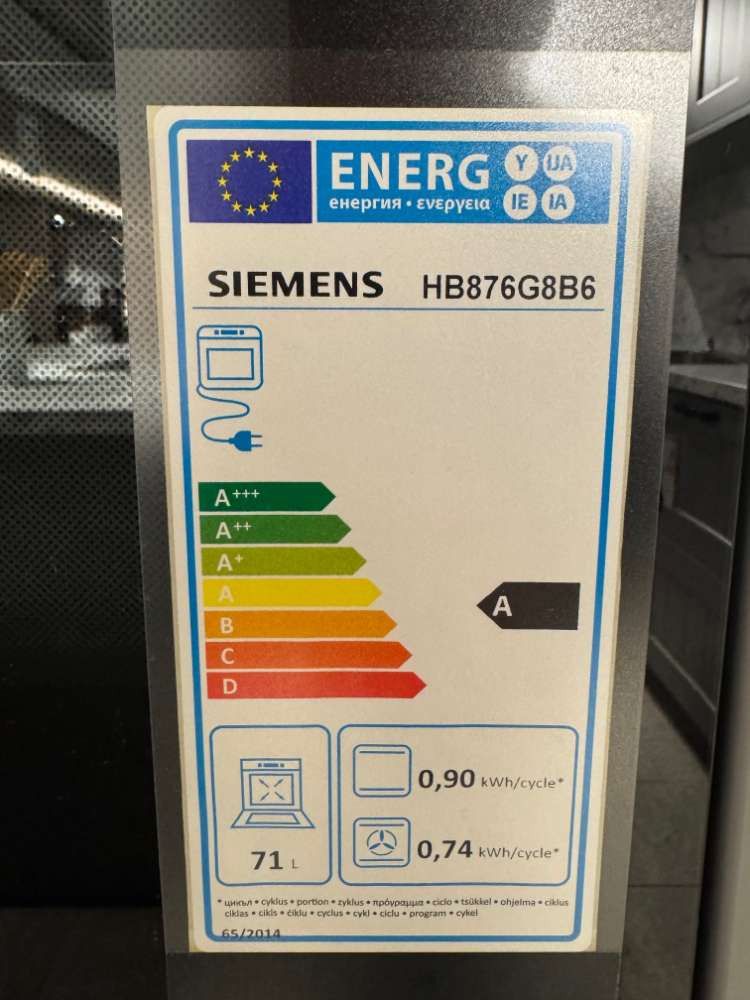 ENERG Y UA
енергия • ενεργεια IE IA
SIEMENS HB876G8B6
A+++
A++
A+
A
A
B
C
D
0,90 kWh/cycle*
71 L
0,74 kWh/cycle*
* цикъл • cyklus • portion • zyklus • πρόγραμμα • ciclo • tsükkel • ohjelma • ciklus
ciklas • cikls • ċiklu • cyclus • cykl • ciclu • program • cykel
65/2014